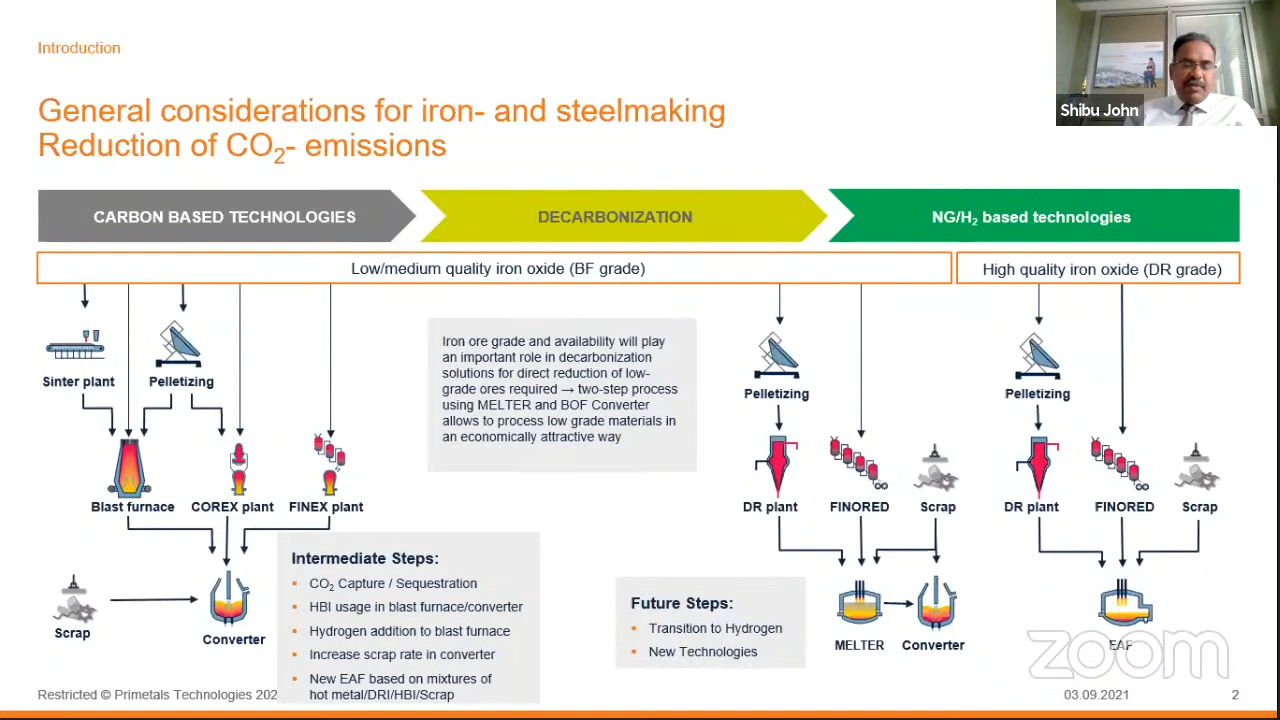 Introduction
Shibu John
General considerations for iron- and steelmaking
Reduction of CO2- emissions
CARBON BASED TECHNOLOGIES
DECARBONIZATION
NG/H2 based technologies
Low/medium quality iron oxide (BF grade)
High quality iron oxide (DR grade)
Iron ore grade and availability will play
an important role in decarbonization
solutions for direct reduction of low-
grade ores required → two-step process
using MELTER and BOF Converter
allows to process low grade materials in
an economically attractive way
Sinter plant
Pelletizing
Pelletizing
Pelletizing
Blast furnace
COREX plant
FINEX plant
DR plant
FINORED
Scrap
DR plant
FINORED
Scrap
Intermediate Steps:
▪ CO2 Capture / Sequestration
▪ HBI usage in blast furnace/converter
▪ Hydrogen addition to blast furnace
▪ Increase scrap rate in converter
▪ New EAF based on mixtures of
hot metal/DRI/HBI/Scrap
Scrap
Converter
Future Steps:
▪ Transition to Hydrogen
▪ New Technologies
MELTER
Converter
EAF
zoom
Restricted © Primetals Technologies 202
03.09.2021
2